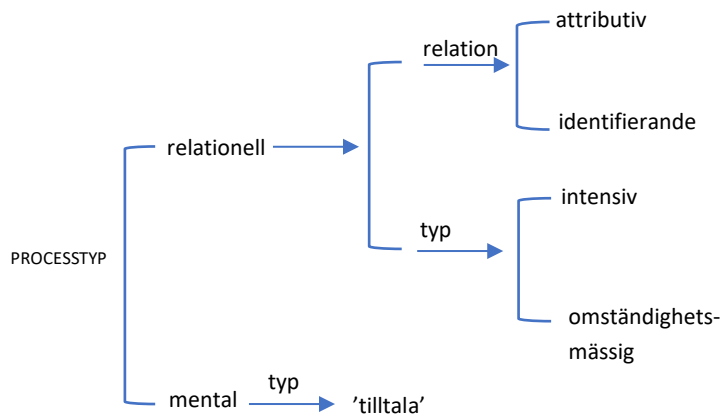 attributiv
relation
identifierande
relationell
intensiv
typ
PROCESSTYP
omständighets-
mässig
typ
mental
’tilltala’